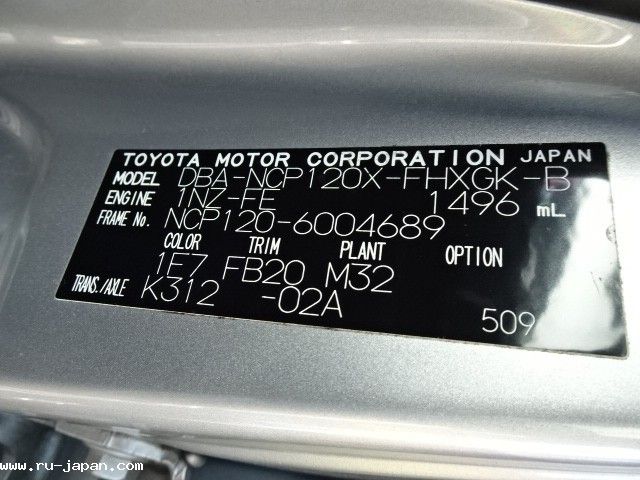 TOYOTA MOTOR CORPORATION JAPAN
MODEL DBA-NCP120X-FHXGK-B
ENGINE 1NZ-FE 1496 mL
FRAME No. NCP120-6004689
COLOR TRIM PLANT OPTION
1E7 FB20 M32
TRANS./AXLE K312 -02A
509
www.ru-japan.com